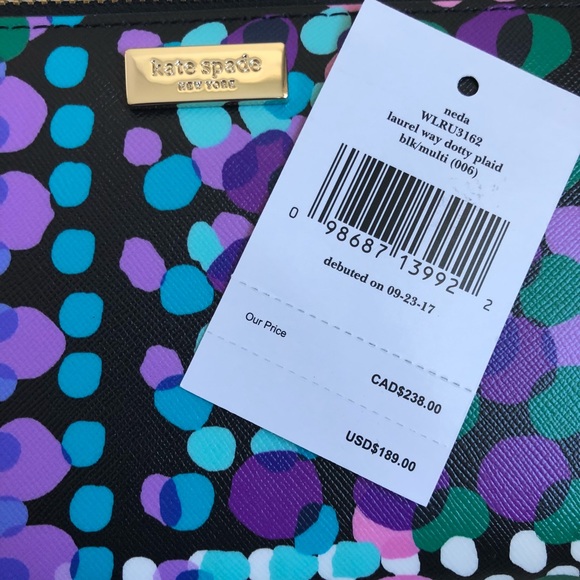 kate spade
NEW YORK
neda
WLRU3162
laurel way dotty plaid
blk/multi (006)
0 98687 13992 2
debuted on 09-23-17
Our Price
CAD$238.00
USD$189.00